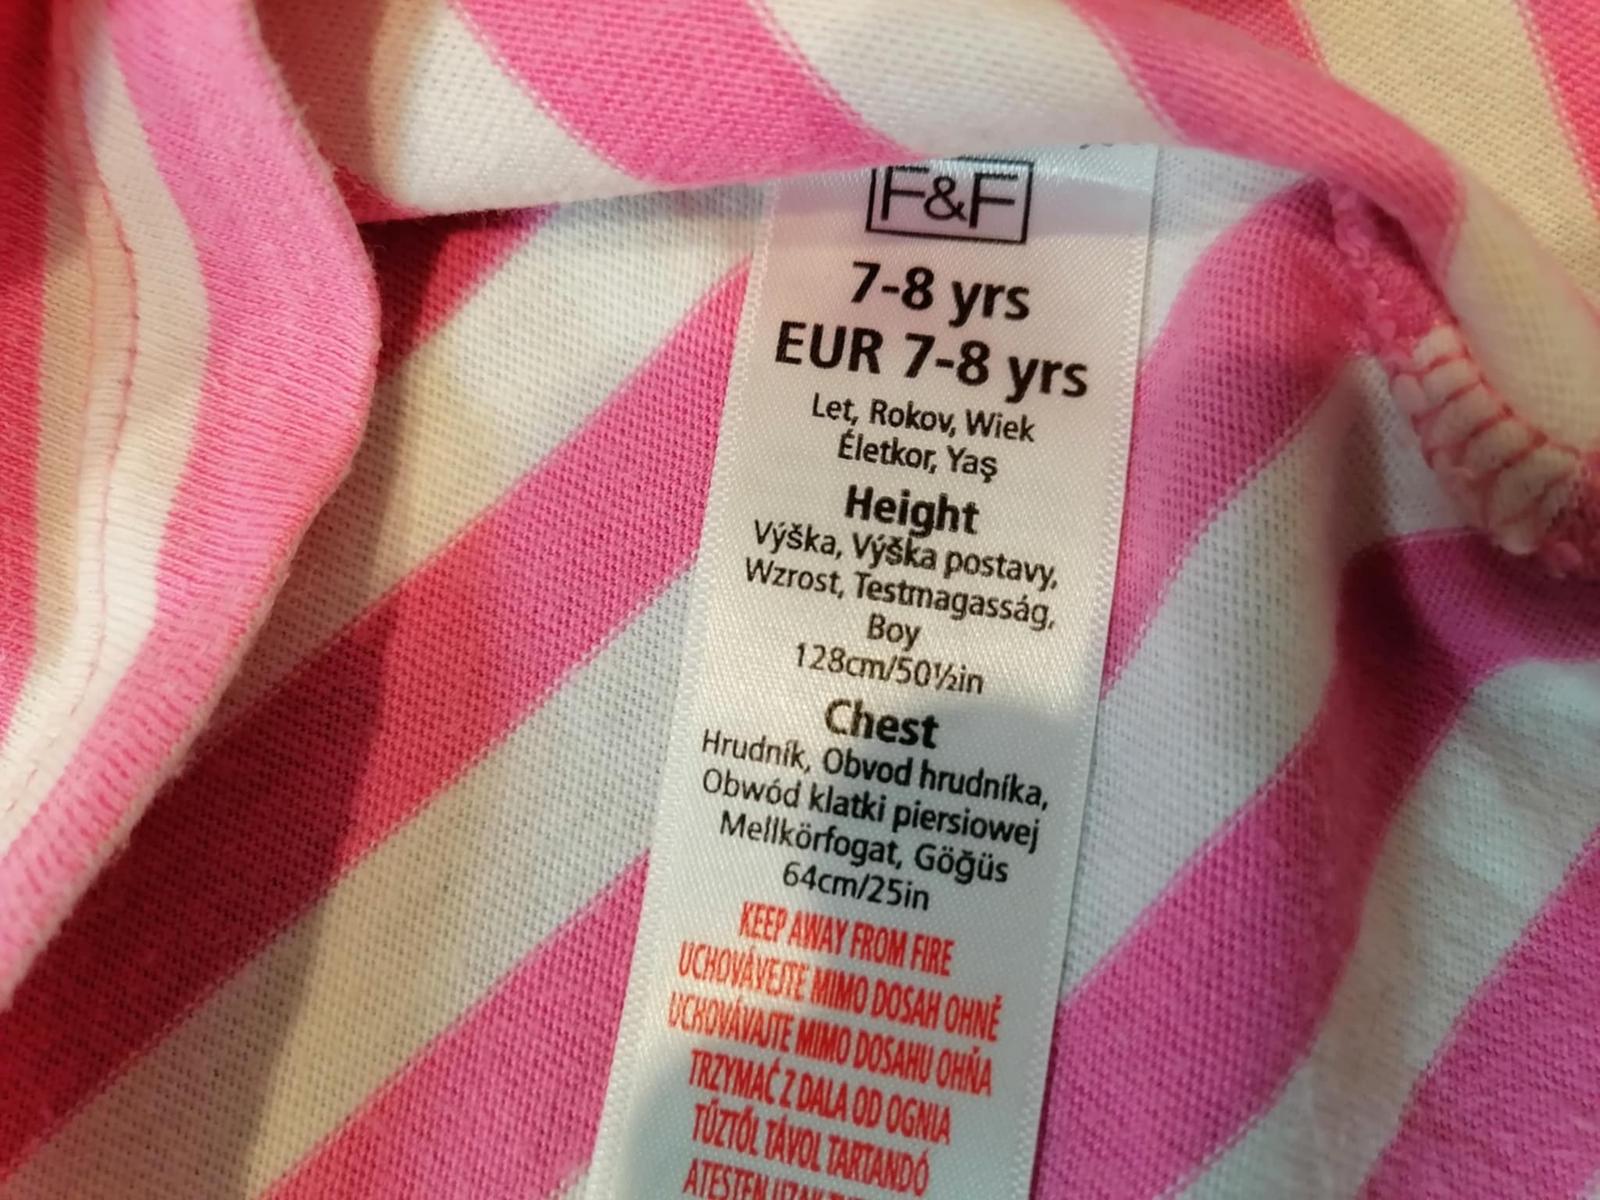 F&F
7-8 yrs
EUR 7-8 yrs
Let, Rokov, Wiek
Életkor, Yaş
Height
Výška, Výška postavy,
Wzrost, Testmagasság,
Boy
128cm/50½in
Chest
Hrudník, Obvod hrudníka,
Obwód klatki piersiowej
Mellkörfogat, Göğüs
64cm/25in
KEEP AWAY FROM FIRE
UCHOVÁVEJTE MIMO DOSAH OHNĚ
UCHOVÁVAJTE MIMO DOSAHU OHŇA
TRZYMAĆ Z DALA OD OGNIA
TŰZTŐL TÁVOL TARTANDÓ
ATEŞTEN UZAK